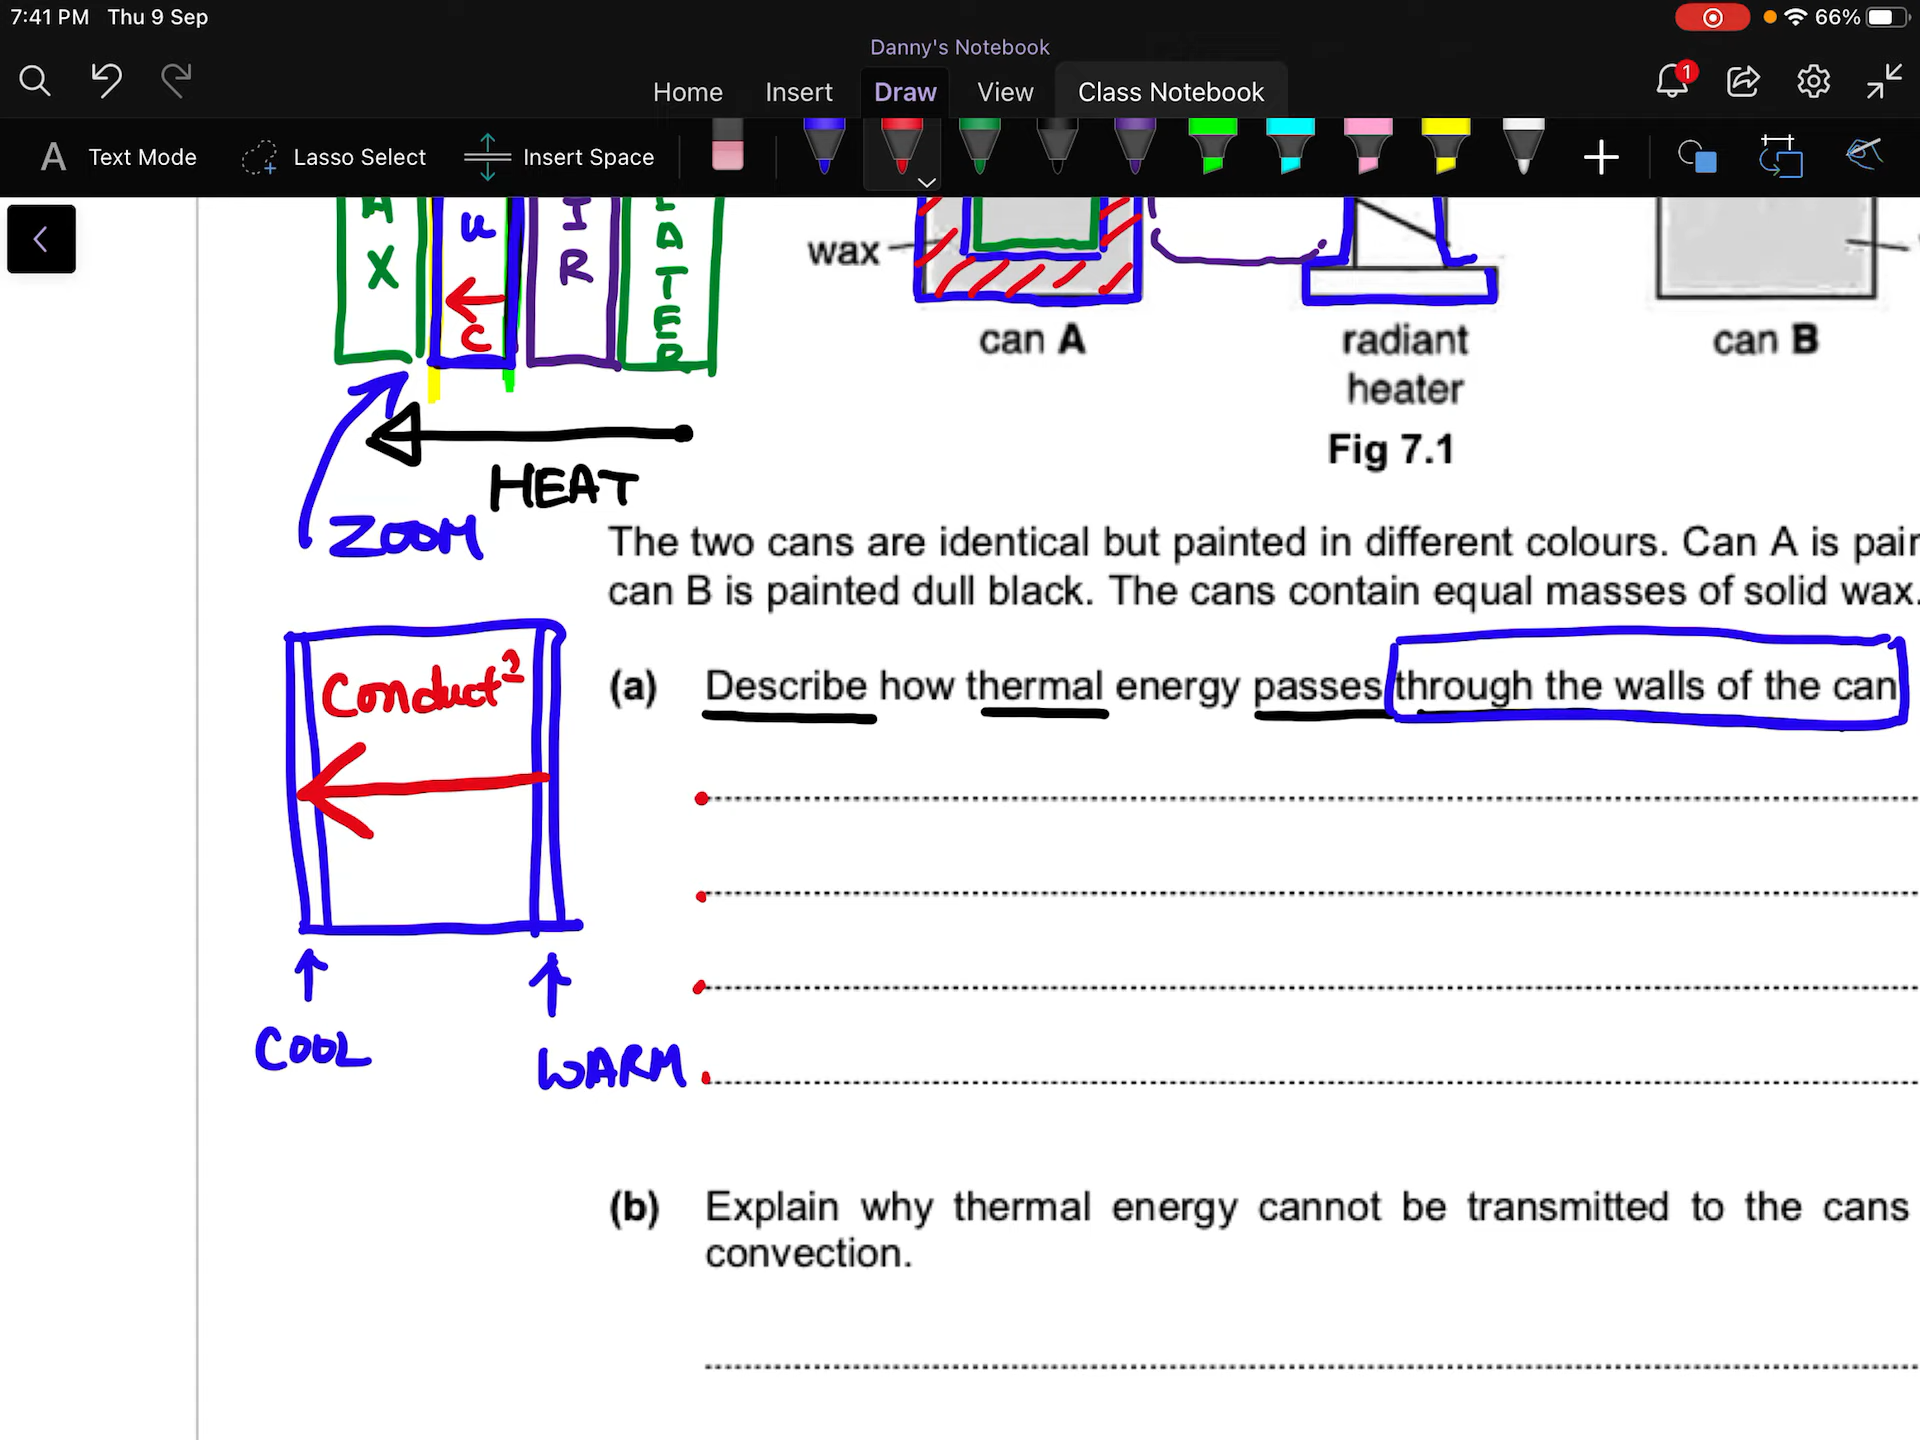 7:41 PM Thu 9 Sep
66%
Danny's Notebook
Home Insert Draw View Class Notebook
1
A Text Mode Lasso Select Insert Space
A
X
C
I
R
A
T
E
R
wax
can A
radiant
heater
can B
Fig 7.1
HEAT
ZOOM
The two cans are identical but painted in different colours. Can A is
can B is painted dull black. The cans contain equal masses of solid wax.
(a) Describe how thermal energy passes through the walls of the can
Conduct
COOL
WARM
(b) Explain why thermal energy cannot be transmitted to the cans
convection.